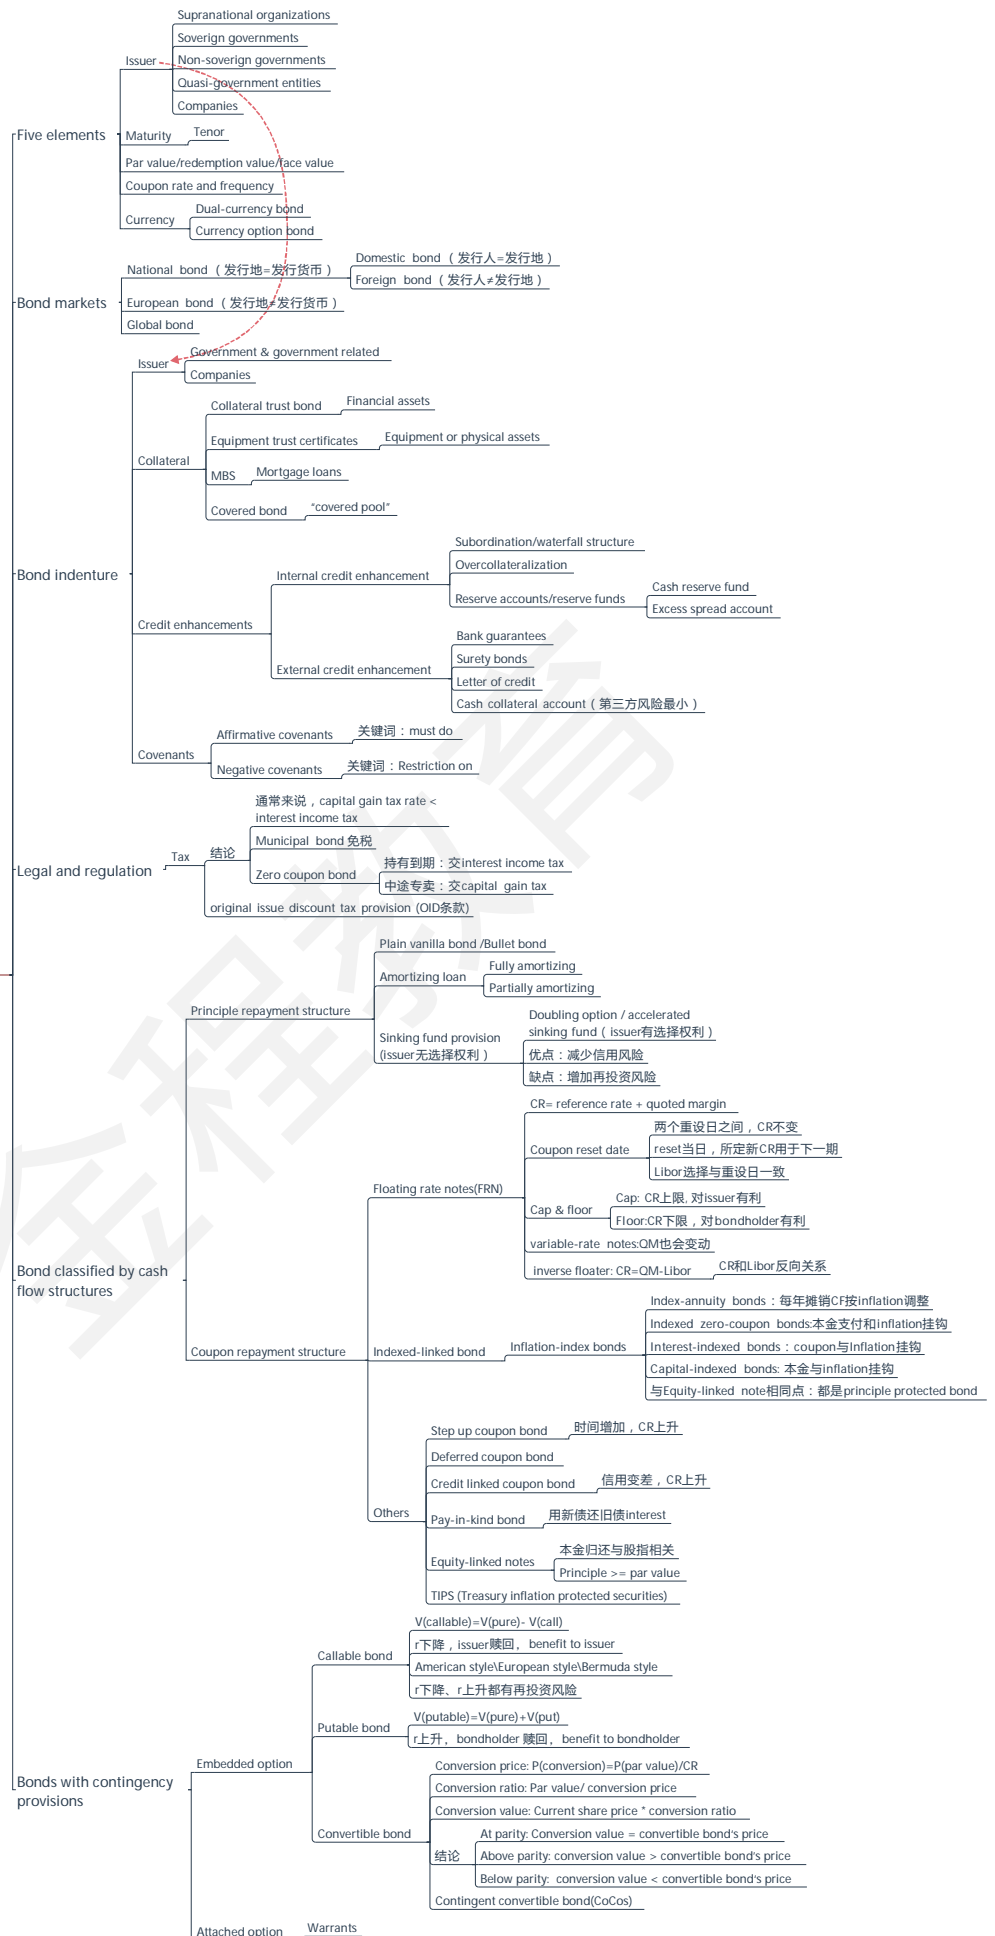 Five elements
Issuer
Supranational organizations
Soverign governments
Non-soverign governments
Quasi-government entities
Companies
Maturity
Tenor
Par value/redemption value/face value
Coupon rate and frequency
Currency
Dual-currency bond
Currency option bond
Bond markets
National bond（发行地=发行货币）
Domestic bond（发行人=发行地）
Foreign bond（发行人≠发行地）
European bond（发行地≠发行货币）
Global bond
Bond indenture
Issuer
Government & government related
Companies
Collateral
Collateral trust bond
Financial assets
Equipment trust certificates
Equipment or physical assets
MBS
Mortgage loans
Covered bond
"covered pool"
Credit enhancements
Internal credit enhancement
Subordination/waterfall structure
Overcollateralization
Reserve accounts/reserve funds
Cash reserve fund
Excess spread account
External credit enhancement
Bank guarantees
Surety bonds
Letter of credit
Cash collateral account（第三方风险最小）
Covenants
Affirmative covenants
关键词：must do
Negative covenants
关键词：Restriction on
Legal and regulation
Tax
结论
通常来说，capital gain tax rate <
interest income tax
Municipal bond 免税
Zero coupon bond
持有到期：交interest income tax
中途专卖：交capital gain tax
original issue discount tax provision (OID条款)
Bond classified by cash
flow structures
Principle repayment structure
Plain vanilla bond /Bullet bond
Amortizing loan
Fully amortizing
Partially amortizing
Sinking fund provision
(issuer无选择权利）
Doubling option / accelerated
sinking fund（issuer有选择权利）
优点：减少信用风险
缺点：增加再投资风险
Coupon repayment structure
Floating rate notes(FRN)
CR= reference rate + quoted margin
Coupon reset date
两个重设日之间，CR不变
reset当日，所定新CR用于下一期
Libor选择与重设日一致
Cap & floor
Cap: CR上限, 对issuer有利
Floor:CR下限，对bondholder有利
variable-rate notes:QM也会变动
inverse floater: CR=QM-Libor
CR和Libor反向关系
Indexed-linked bond
Inflation-index bonds
Index-annuity bonds：每年摊销CF按inflation调整
Indexed zero-coupon bonds:本金支付和inflation挂钩
Interest-indexed bonds：coupon与Inflation挂钩
Capital-indexed bonds: 本金与inflation挂钩
与Equity-linked note相同点：都是principle protected bond
Others
Step up coupon bond
时间增加，CR上升
Deferred coupon bond
Credit linked coupon bond
信用变差，CR上升
Pay-in-kind bond
用新债还旧债interest
Equity-linked notes
本金归还与股指相关
Principle >= par value
TIPS (Treasury inflation protected securities)
Bonds with contingency
provisions
Embedded option
Callable bond
V(callable)=V(pure)- V(call)
r下降，issuer赎回，benefit to issuer
American style\European style\Bermuda style
r下降、r上升都有再投资风险
Putable bond
V(putable)=V(pure)+V(put)
r上升，bondholder 赎回，benefit to bondholder
Convertible bond
Conversion price: P(conversion)=P(par value)/CR
Conversion ratio: Par value/ conversion price
Conversion value: Current share price * conversion ratio
结论
At parity: Conversion value = convertible bond's price
Above parity: conversion value > convertible bond's price
Below parity: conversion value < convertible bond's price
Contingent convertible bond(CoCos)
Attached option
Warrants
金程教育